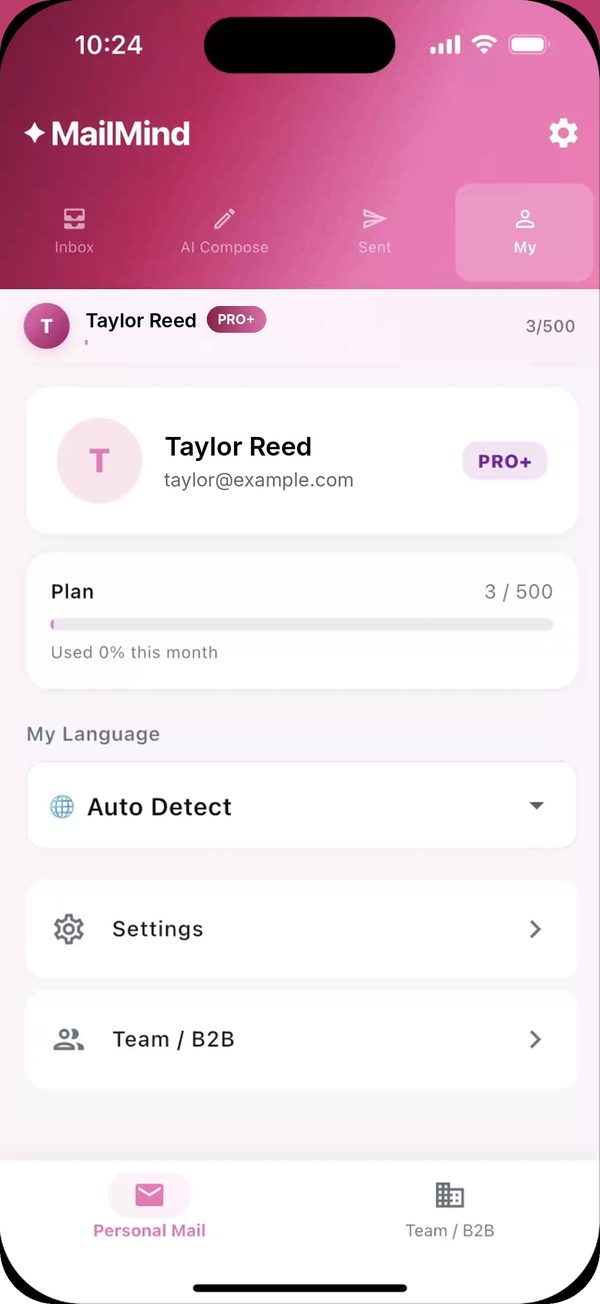 10:24
MailMind
Inbox
AI Compose
Sent
My
T
Taylor Reed
PRO+
3/500
T
Taylor Reed
PRO+
taylor@example.com
Plan
3 / 500
Used 0% this month
My Language
Auto Detect
Settings
Team / B2B
Personal Mail
Team / B2B